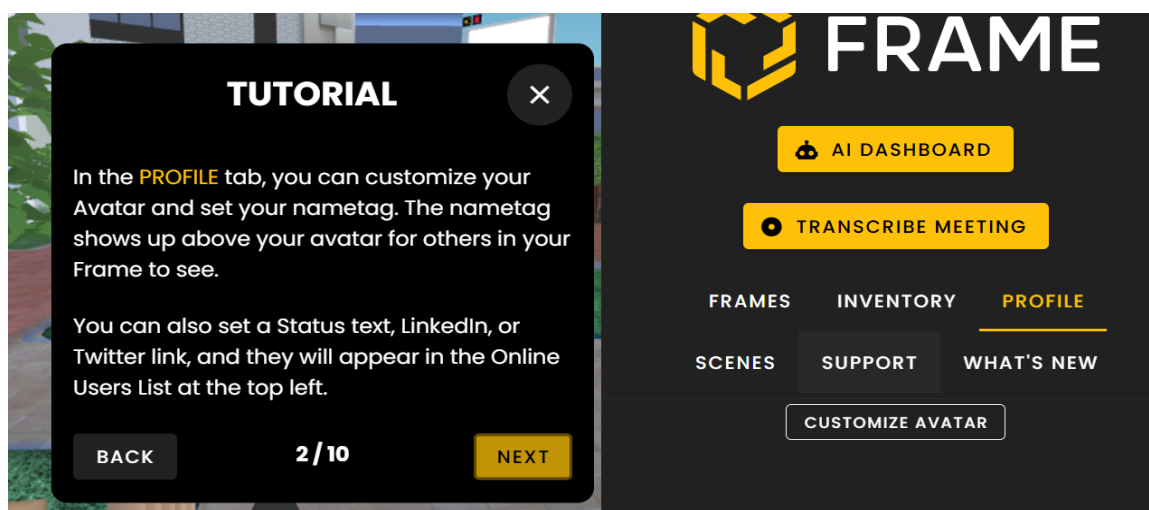 TUTORIAL
In the PROFILE tab, you can customize your
Avatar and set your nametag. The nametag
shows up above your avatar for others in your
Frame to see.
You can also set a Status text, LinkedIn, or
Twitter link, and they will appear in the Online
Users List at the top left.
BACK
2 / 10
NEXT
FRAME
AI DASHBOARD
TRANSCRIBE MEETING
FRAMES INVENTORY PROFILE
SCENES SUPPORT WHAT'S NEW
CUSTOMIZE AVATAR